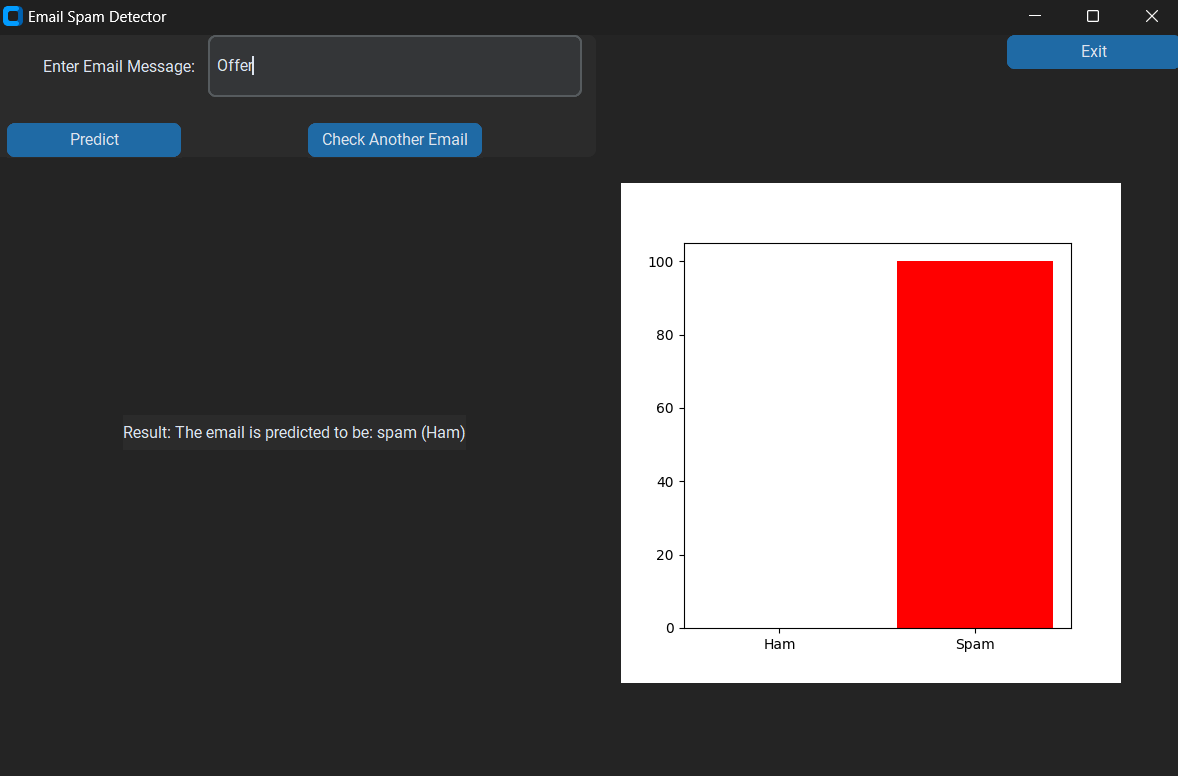 Email Spam Detector
Enter Email Message: Offer
Exit
Predict
Check Another Email
Result: The email is predicted to be: spam (Ham)
100
80
60
40
20
0
Ham Spam